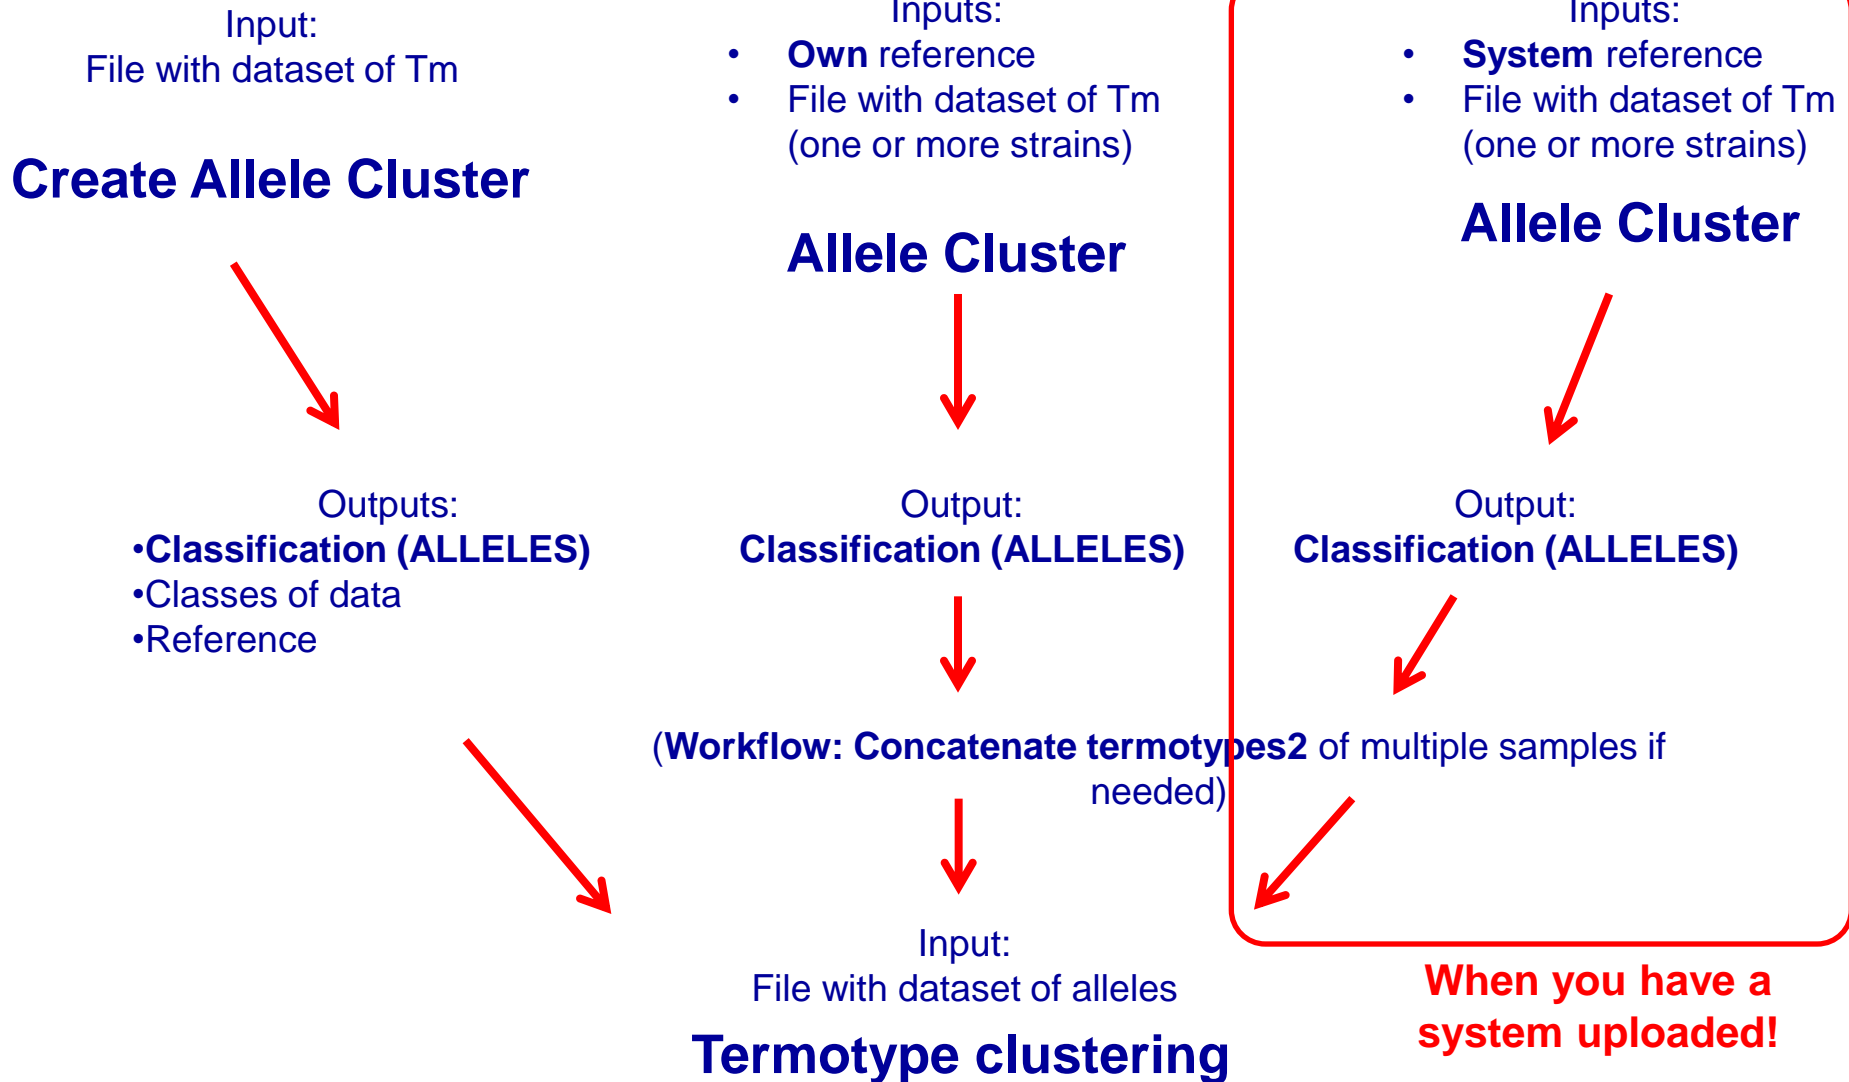 Input:
File with dataset of Tm
Create Allele Cluster
Inputs:
• Own reference
• File with dataset of Tm
(one or more strains)
Allele Cluster
Inputs:
• System reference
• File with dataset of Tm
(one or more strains)
Allele Cluster
Outputs:
•Classification (ALLELES)
•Classes of data
•Reference
Output:
Classification (ALLELES)
Output:
Classification (ALLELES)
(Workflow: Concatenate termotypes2 of multiple samples if
needed)
Input:
File with dataset of alleles
Termotype clustering
When you have a
system uploaded!